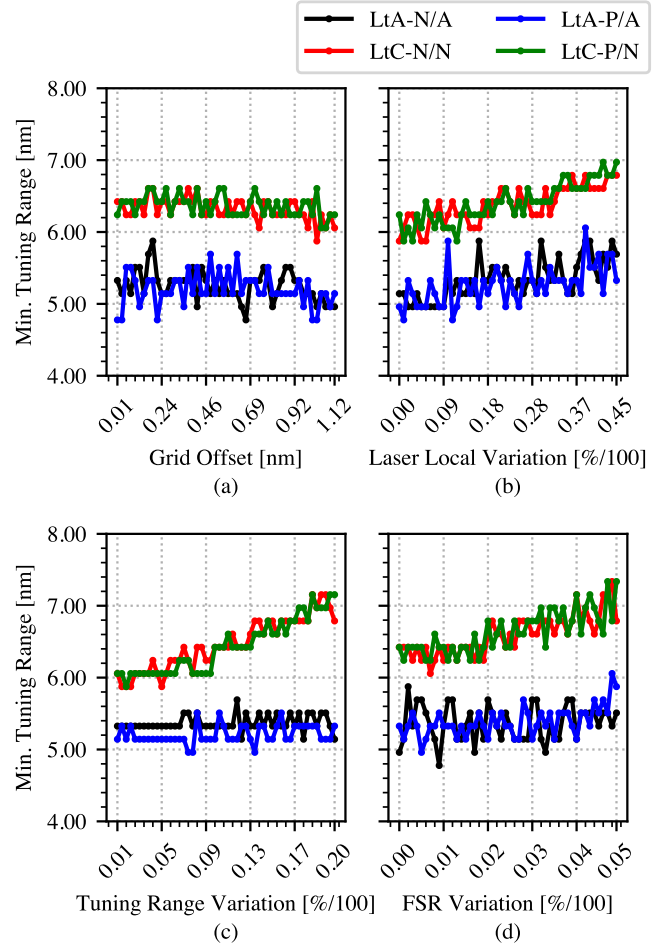 LtA-N/A LtA-P/A
LtC-N/N LtC-P/N
8.00
7.00
6.00
5.00
4.00
Min. Tuning Range [nm]
0.01 0.24 0.46 0.69 0.92 1.12
Grid Offset [nm]
(a)
0.00 0.09 0.18 0.28 0.37 0.45
Laser Local Variation [%/100]
(b)
8.00
7.00
6.00
5.00
4.00
Min. Tuning Range [nm]
0.01 0.05 0.09 0.13 0.17 0.20
Tuning Range Variation [%/100]
(c)
0.00 0.01 0.02 0.03 0.04 0.05
FSR Variation [%/100]
(d)